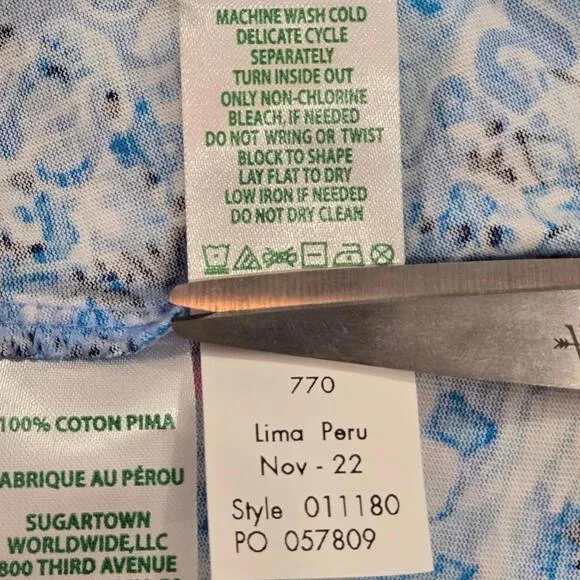 MACHINE WASH COLD
DELICATE CYCLE
SEPARATELY
TURN INSIDE OUT
ONLY NON-CHLORINE
BLEACH, IF NEEDED
DO NOT WRING OR TWIST
BLOCK TO SHAPE
LAY FLAT TO DRY
LOW IRON IF NEEDED
DO NOT DRY CLEAN
100% COTON PIMA
FABRIQUE AU PÉROU
SUGARTOWN
WORLDWIDE,LLC
800 THIRD AVENUE
770
Lima Peru
Nov - 22
Style 011180
PO 057809